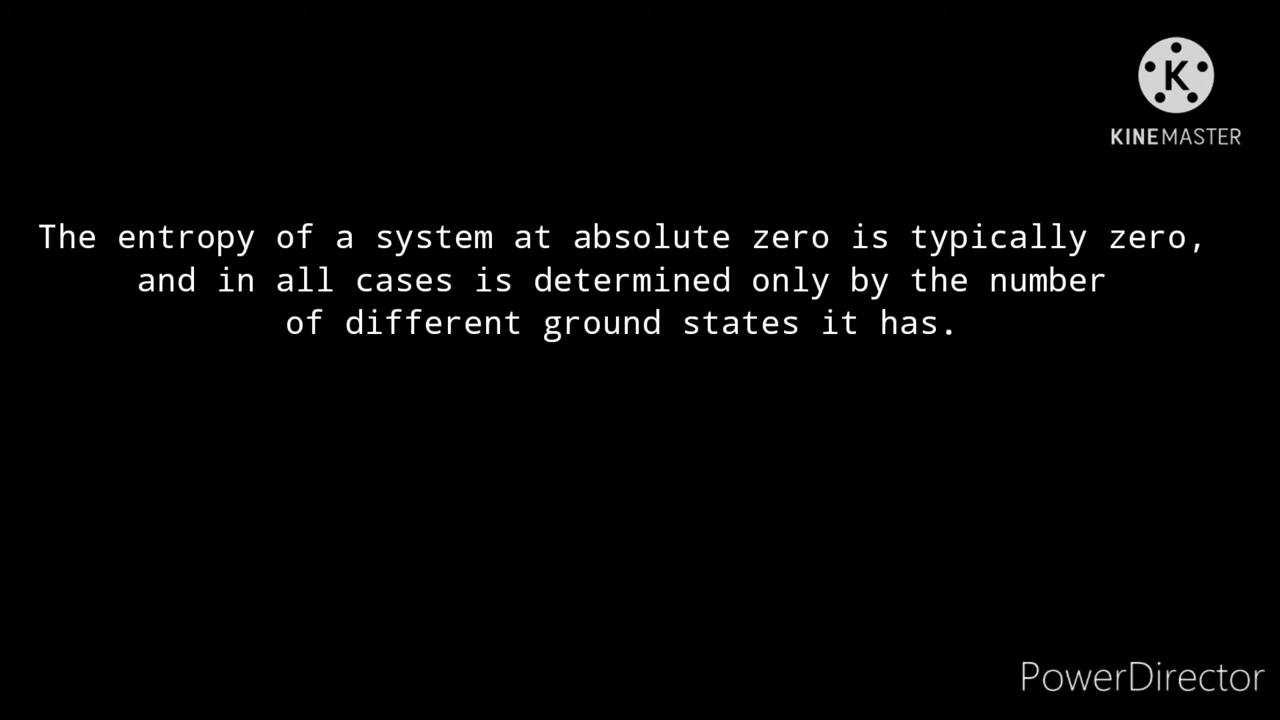 K
KINEMASTER
The entropy of a system at absolute zero is typically zero,
and in all cases is determined only by the number
of different ground states it has.
PowerDirector